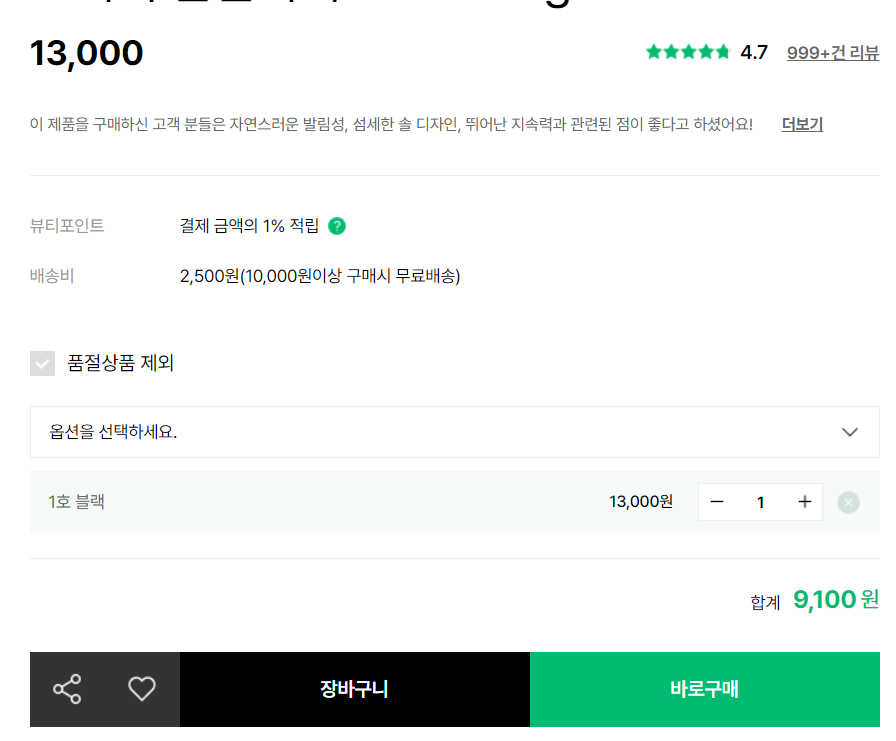 13,000
4.7 999+건 리뷰
이 제품을 구매하신 고객 분들은 자연스러운 발림성, 섬세한 솔 디자인, 뛰어난 지속력과 관련된 점이 좋다고 하셨어요! 더보기
뷰티포인트 결제 금액의 1% 적립 ?
배송비 2,500원(10,000원이상 구매시 무료배송)
품절상품 제외
옵션을 선택하세요.
1호 블랙 13,000원 1
합계 9,100원
장바구니 바로구매